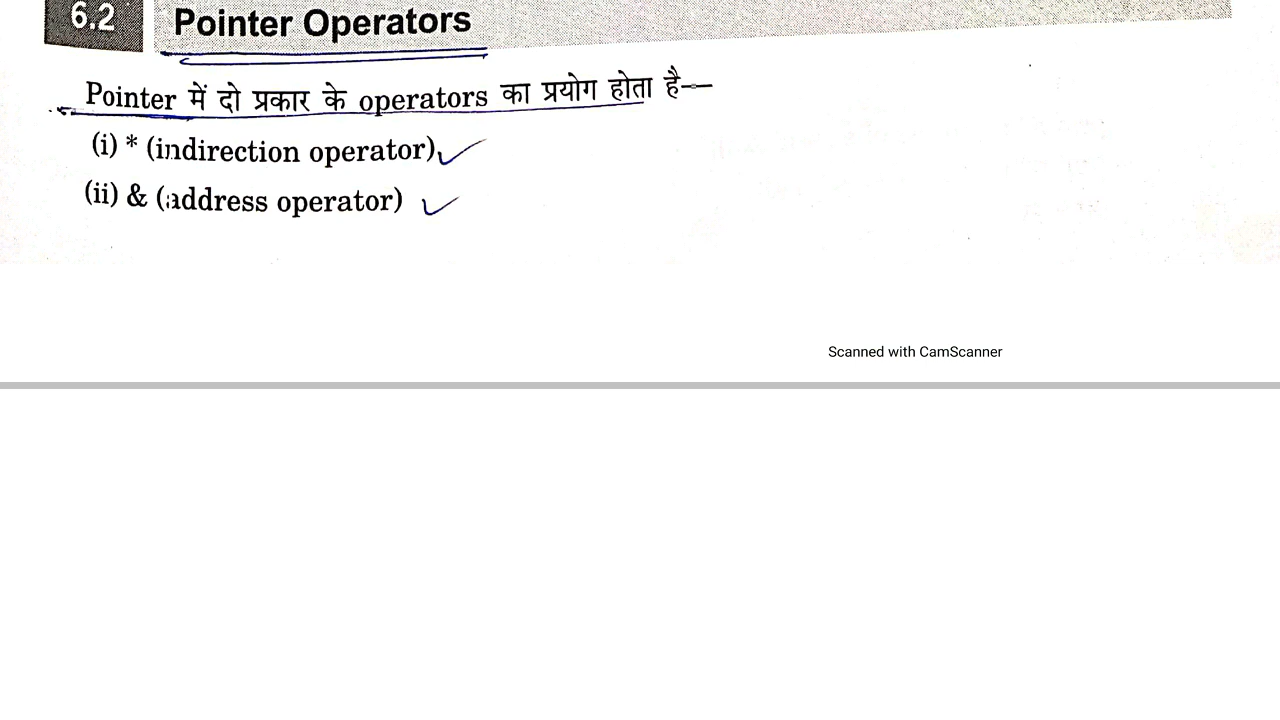 6.2 Pointer Operators
Pointer में दो प्रकार के operators का प्रयोग होता है—
(i) * (indirection operator)
(ii) & (address operator)
Scanned with CamScanner